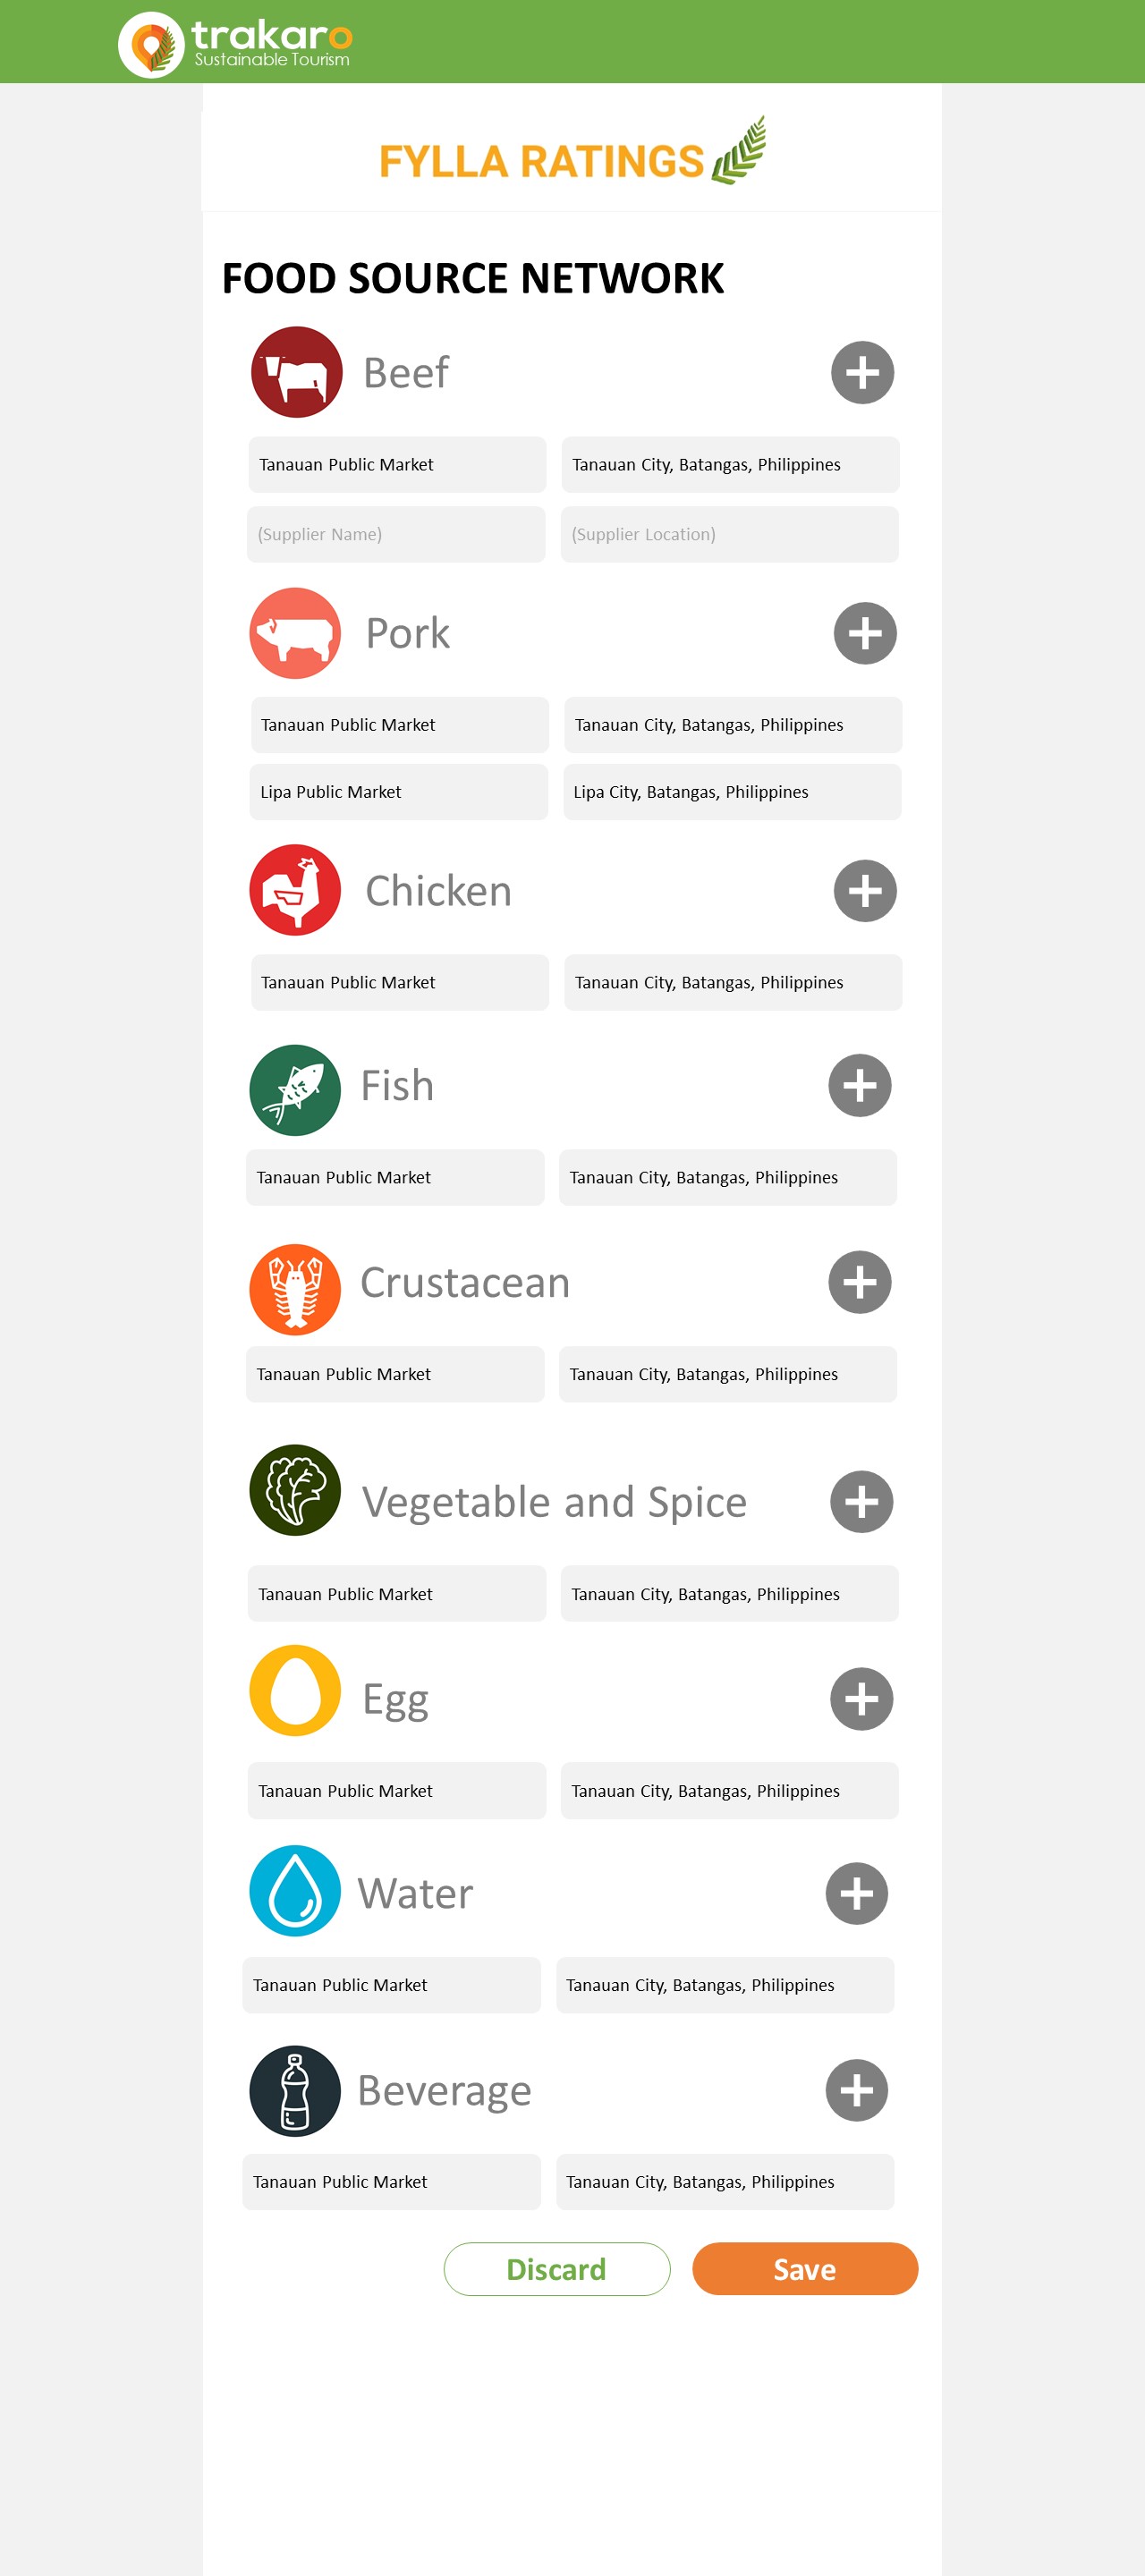 trakaro
Sustainable Tourism
FYLLA RATINGS
FOOD SOURCE NETWORK
Beef
Tanauan Public Market
Tanauan City, Batangas, Philippines
(Supplier Name)
(Supplier Location)
Pork
Tanauan Public Market
Tanauan City, Batangas, Philippines
Lipa Public Market
Lipa City, Batangas, Philippines
Chicken
Tanauan Public Market
Tanauan City, Batangas, Philippines
Fish
Tanauan Public Market
Tanauan City, Batangas, Philippines
Crustacean
Tanauan Public Market
Tanauan City, Batangas, Philippines
Vegetable and Spice
Tanauan Public Market
Tanauan City, Batangas, Philippines
Egg
Tanauan Public Market
Tanauan City, Batangas, Philippines
Water
Tanauan Public Market
Tanauan City, Batangas, Philippines
Beverage
Tanauan Public Market
Tanauan City, Batangas, Philippines
Discard
Save